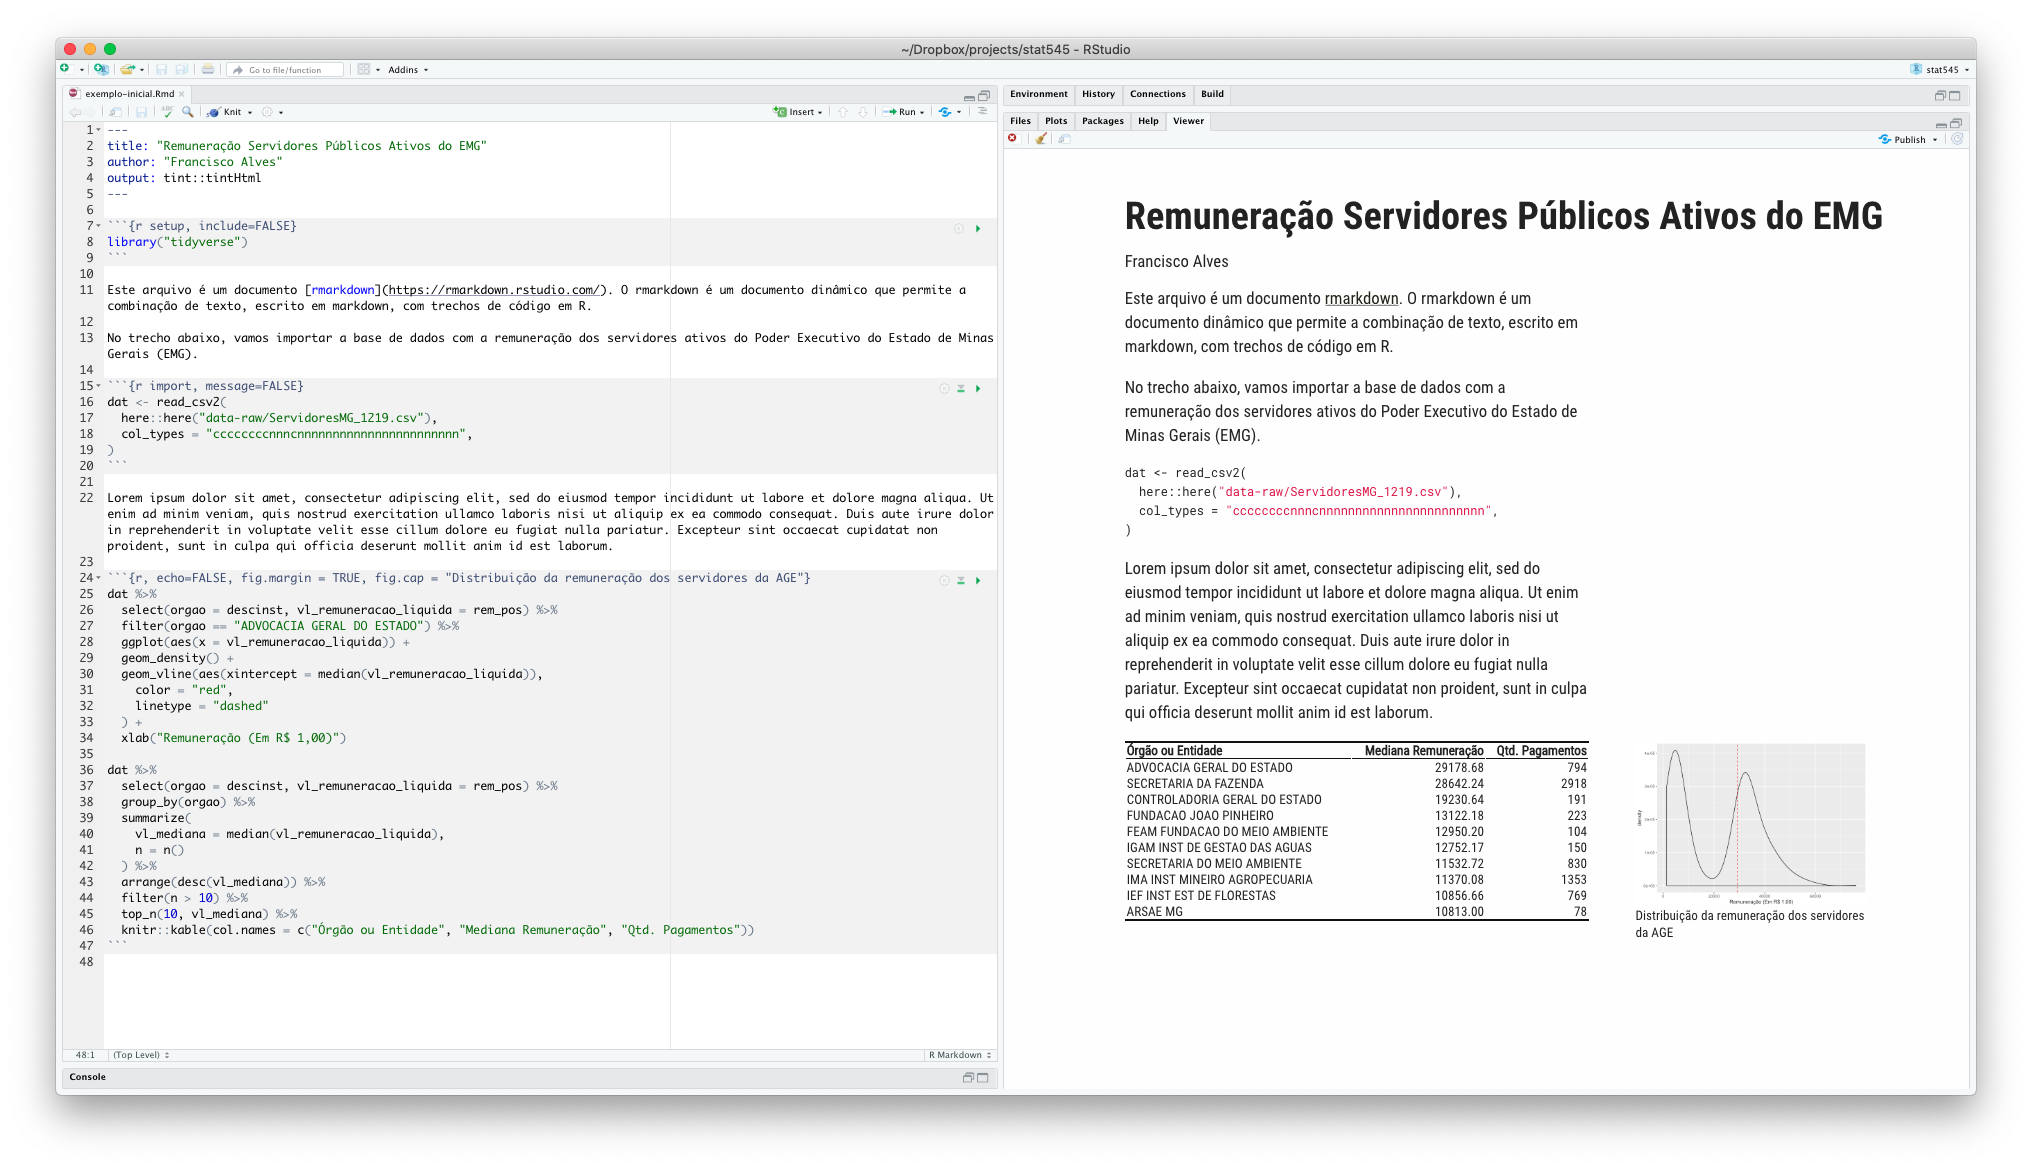 ~/Dropbox/projects/stat545 - RStudio
Go to file/function
Addins
stat545
exemplo-inicial.Rmd
Knit
Insert
Run
1 ---
2 title: "Remuneração Servidores Públicos Ativos do EMG"
3 author: "Francisco Alves"
4 output: tint::tintHtml
5 ---
6
7 ```{r setup, include=FALSE}
8 library("tidyverse")
9 ```
10
11 Este arquivo é um documento [rmarkdown](https://rmarkdown.rstudio.com/). O rmarkdown é um documento dinâmico que permite a
combinação de texto, escrito em markdown, com trechos de código em R.
12
13 No trecho abaixo, vamos importar a base de dados com a remuneração dos servidores ativos do Poder Executivo do Estado de Minas
Gerais (EMG).
14
15 ```{r import, message=FALSE}
16 dat <- read_csv2(
17 here::here("data-raw/ServidoresMG_1219.csv"),
18 col_types = "ccccccccnnncnnnnnnnnnnnnnnnnnnnnnnn",
19 )
20 ```
21
22 Lorem ipsum dolor sit amet, consectetur adipiscing elit, sed do eiusmod tempor incididunt ut labore et dolore magna aliqua. Ut
enim ad minim veniam, quis nostrud exercitation ullamco laboris nisi ut aliquip ex ea commodo consequat. Duis aute irure dolor
in reprehenderit in voluptate velit esse cillum dolore eu fugiat nulla pariatur. Excepteur sint occaecat cupidatat non
proident, sunt in culpa qui officia deserunt mollit anim id est laborum.
23
24 ```{r, echo=FALSE, fig.margin = TRUE, fig.cap = "Distribuição da remuneração dos servidores da AGE"}
25 dat %>%
26 select(orgao = descinst, vl_remuneracao_liquida = rem_pos) %>%
27 filter(orgao == "ADVOCACIA GERAL DO ESTADO") %>%
28 ggplot(aes(x = vl_remuneracao_liquida)) +
29 geom_density() +
30 geom_vline(aes(xintercept = median(vl_remuneracao_liquida)),
31 color = "red",
32 linetype = "dashed"
33 ) +
34 xlab("Remuneração (Em R$ 1,00)")
35
36 dat %>%
37 select(orgao = descinst, vl_remuneracao_liquida = rem_pos) %>%
38 group_by(orgao) %>%
39 summarize(
40 vl_mediana = median(vl_remuneracao_liquida),
41 n = n()
42 ) %>%
43 arrange(desc(vl_mediana)) %>%
44 filter(n > 10) %>%
45 top_n(10, vl_mediana) %>%
46 knitr::kable(col.names = c("Órgão ou Entidade", "Mediana Remuneração", "Qtd. Pagamentos"))
47 ```
48
48:1 (Top Level) R Markdown
Console
Environment History Connections Build
Files Plots Packages Help Viewer
Publish
Remuneração Servidores Públicos Ativos do EMG
Francisco Alves
Este arquivo é um documento rmarkdown. O rmarkdown é um
documento dinâmico que permite a combinação de texto, escrito em
markdown, com trechos de código em R.
No trecho abaixo, vamos importar a base de dados com a
remuneração dos servidores ativos do Poder Executivo do Estado de
Minas Gerais (EMG).
dat <- read_csv2(
here::here("data-raw/ServidoresMG_1219.csv"),
col_types = "ccccccccnnncnnnnnnnnnnnnnnnnnnnnnnn",
)
Lorem ipsum dolor sit amet, consectetur adipiscing elit, sed do
eiusmod tempor incididunt ut labore et dolore magna aliqua. Ut enim
ad minim veniam, quis nostrud exercitation ullamco laboris nisi ut
aliquip ex ea commodo consequat. Duis aute irure dolor in
reprehenderit in voluptate velit esse cillum dolore eu fugiat nulla
pariatur. Excepteur sint occaecat cupidatat non proident, sunt in culpa
qui officia deserunt mollit anim id est laborum.
Órgão ou Entidade Mediana Remuneração Qtd. Pagamentos
ADVOCACIA GERAL DO ESTADO 29178.68 794
SECRETARIA DA FAZENDA 28642.24 2918
CONTROLADORIA GERAL DO ESTADO 19230.64 191
FUNDACAO JOAO PINHEIRO 13122.18 223
FEAM FUNDACAO DO MEIO AMBIENTE 12950.20 104
IGAM INST DE GESTAO DAS AGUAS 12752.17 150
SECRETARIA DO MEIO AMBIENTE 11532.72 830
IMA INST MINEIRO AGROPECUARIA 11370.08 1353
IEF INST EST DE FLORESTAS 10856.66 769
ARSAE MG 10813.00 78
density
Remuneração (Em R$ 1,00)
Distribuição da remuneração dos servidores
da AGE